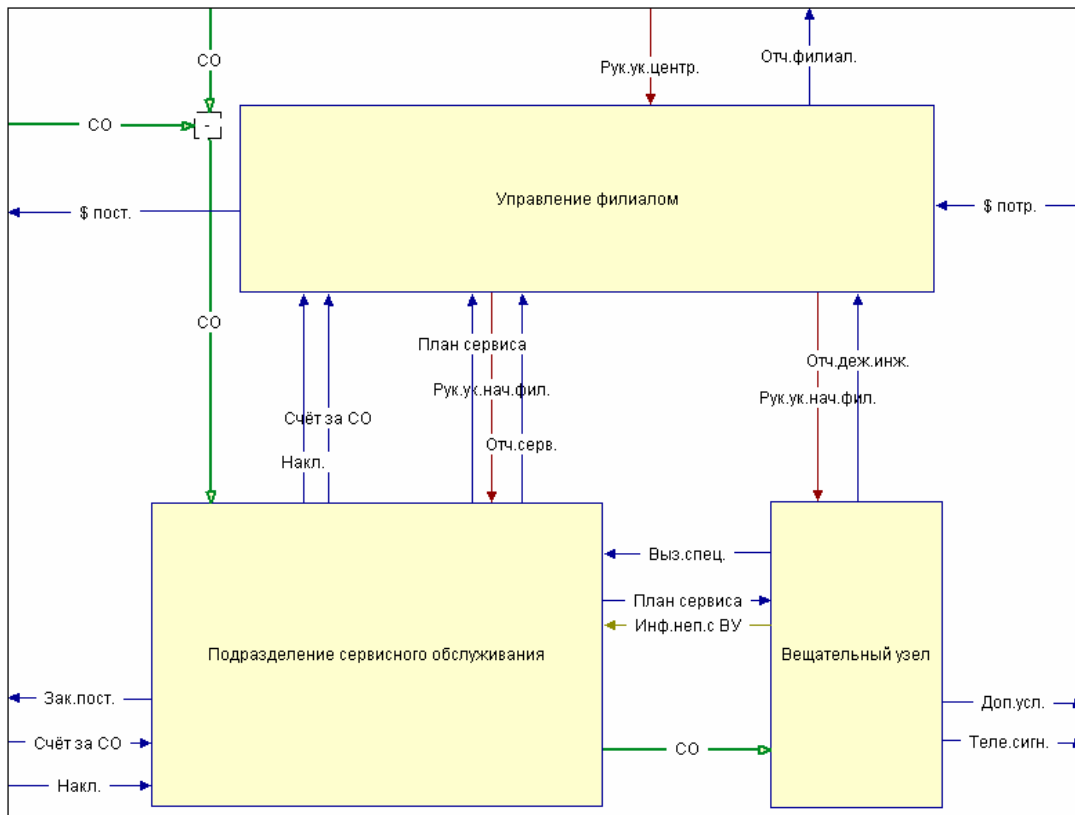 СО
Рук.ук.центр.
Отч.филиал.
СО
-
Управление филиалом
$ пост.
$ потр.
СО
План сервиса
Отч.деж.инж.
Рук.ук.нач.фил.
Рук.ук.нач.фил.
Счёт за СО
Отч.серв.
Накл.
Выз.спец.
План сервиса
Инф.неп.с ВУ
Подразделение сервисного обслуживания
Вещательный узел
Зак.пост.
Доп.усл.
Счёт за СО
Теле.сигн.
СО
Накл.